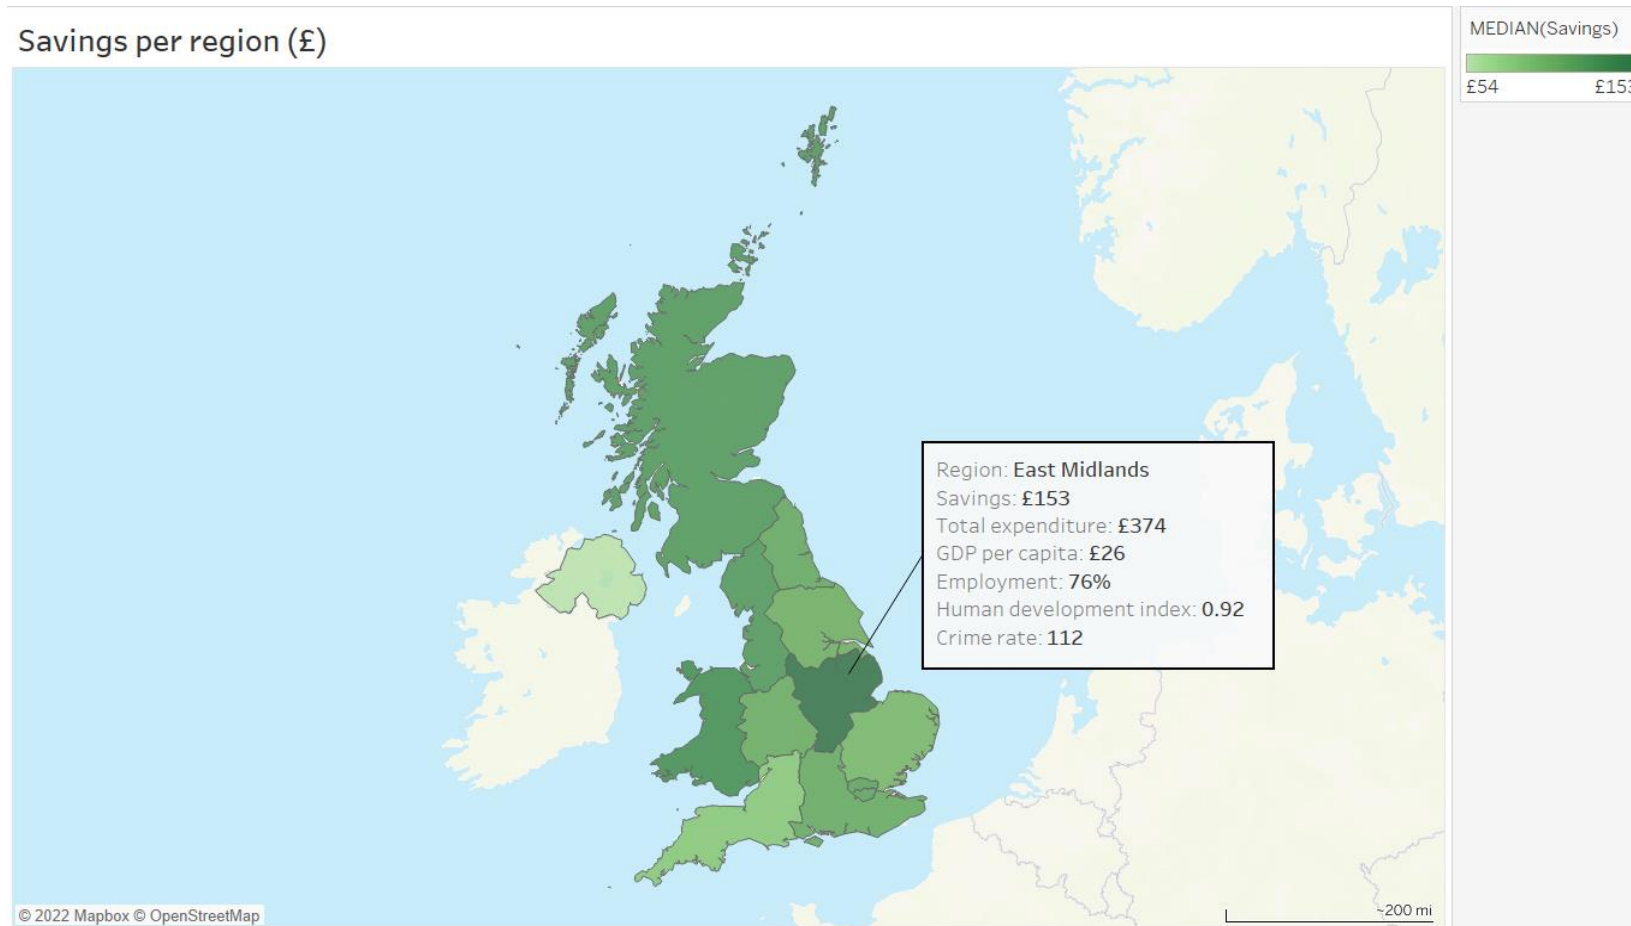 Savings per region (£)
MEDIAN(Savings)
£54 £153
Region: East Midlands
Savings: £153
Total expenditure: £374
GDP per capita: £26
Employment: 76%
Human development index: 0.92
Crime rate: 112
© 2022 Mapbox © OpenStreetMap
~200 mi